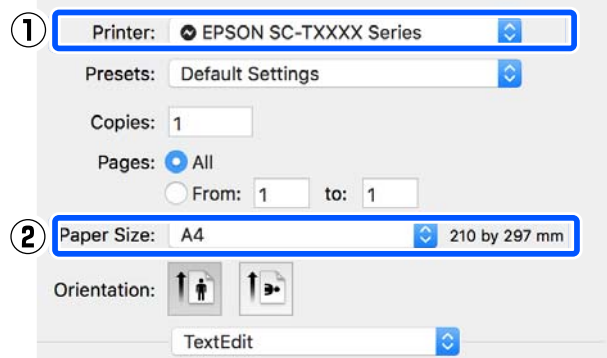 ① Printer: EPSON SC-TXXXX Series
Presets: Default Settings
Copies: 1
Pages: All
From: 1 to: 1
② Paper Size: A4 210 by 297 mm
Orientation:
TextEdit